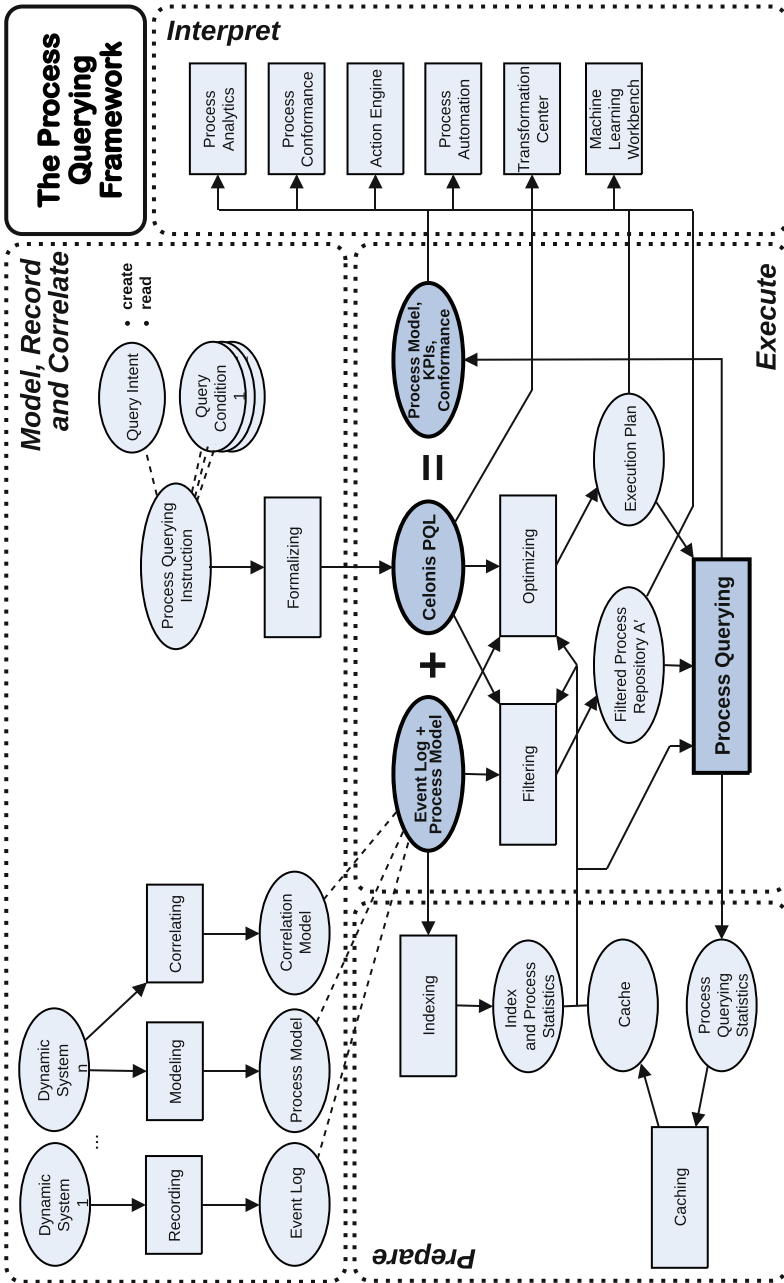 The Process
Querying
Framework
Model, Record
and Correlate
Dynamic
System
1
...
Dynamic
System
n
Recording
Modeling
Correlating
Event Log
Process Model
Correlation
Model
Process Querying
Instruction
Query Intent
• create
• read
Query
Condition
1
Formalizing
Prepare
Indexing
Index
and Process
Statistics
Cache
Process
Querying
Statistics
Caching
Execute
Event Log +
Process Model
+
Celonis PQL
=
Process Model,
KPIs,
Conformance
Filtering
Optimizing
Filtered Process
Repository A'
Execution Plan
Process Querying
Interpret
Process
Analytics
Process
Conformance
Action Engine
Process
Automation
Transformation
Center
Machine
Learning
Workbench